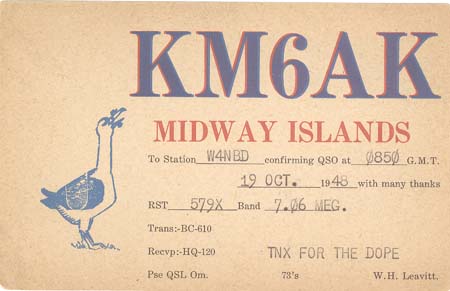 KM6AK
MIDWAY ISLANDS
To Station W4NBD confirming QSO at Ø85Ø G.M.T.
19 OCT. 1948 with many thanks
RST 579X Band 7.Ø6 MEG.
Trans:-BC-610
Recvp:-HQ-120 TNX FOR THE DOPE
Pse QSL Om. 73's W.H. Leavitt.